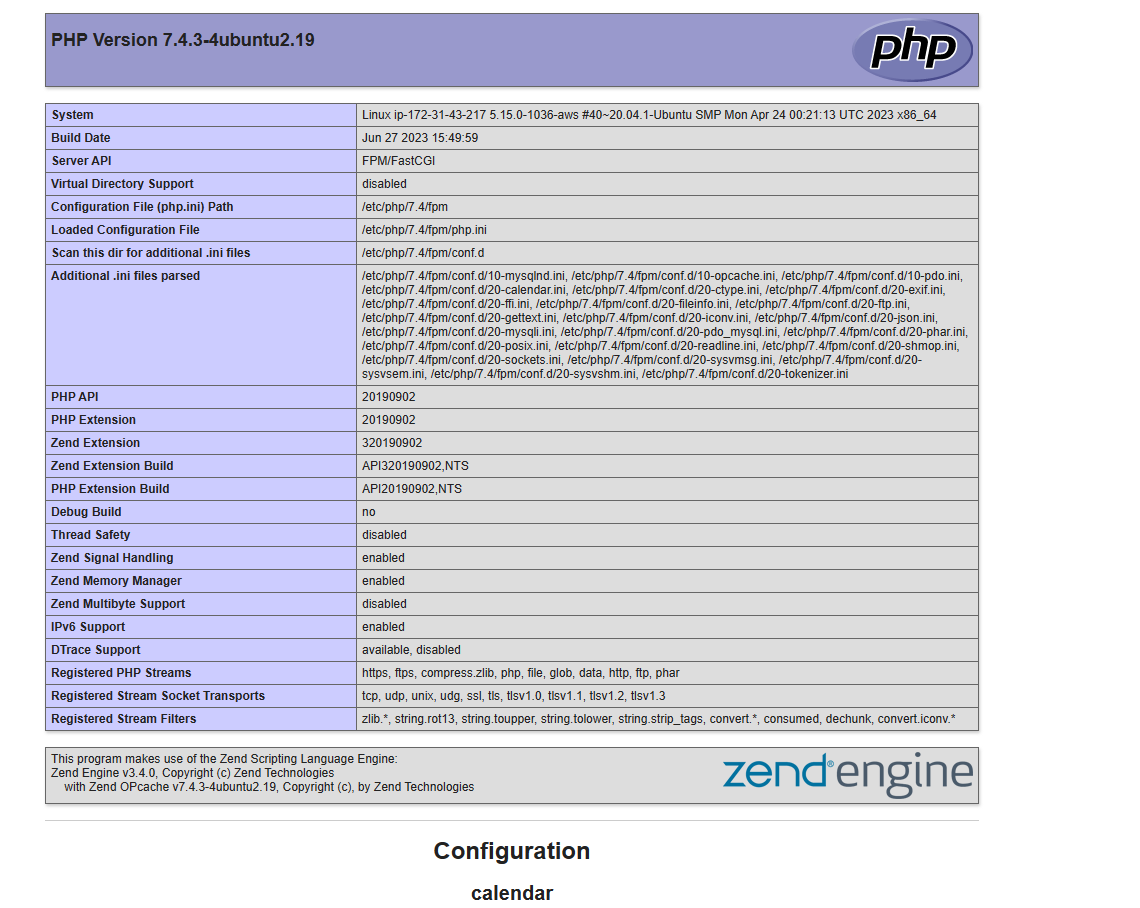 PHP Version 7.4.3-4ubuntu2.19
php
System Linux ip-172-31-43-217 5.15.0-1036-aws #40~20.04.1-Ubuntu SMP Mon Apr 24 00:21:13 UTC 2023 x86_64
Build Date Jun 27 2023 15:49:59
Server API FPM/FastCGI
Virtual Directory Support disabled
Configuration File (php.ini) Path /etc/php/7.4/fpm
Loaded Configuration File /etc/php/7.4/fpm/php.ini
Scan this dir for additional .ini files /etc/php/7.4/fpm/conf.d
Additional .ini files parsed /etc/php/7.4/fpm/conf.d/10-mysqlnd.ini, /etc/php/7.4/fpm/conf.d/10-opcache.ini, /etc/php/7.4/fpm/conf.d/10-pdo.ini,
/etc/php/7.4/fpm/conf.d/20-calendar.ini, /etc/php/7.4/fpm/conf.d/20-ctype.ini, /etc/php/7.4/fpm/conf.d/20-exif.ini,
/etc/php/7.4/fpm/conf.d/20-ffi.ini, /etc/php/7.4/fpm/conf.d/20-fileinfo.ini, /etc/php/7.4/fpm/conf.d/20-ftp.ini,
/etc/php/7.4/fpm/conf.d/20-gettext.ini, /etc/php/7.4/fpm/conf.d/20-iconv.ini, /etc/php/7.4/fpm/conf.d/20-json.ini,
/etc/php/7.4/fpm/conf.d/20-mysqli.ini, /etc/php/7.4/fpm/conf.d/20-pdo_mysql.ini, /etc/php/7.4/fpm/conf.d/20-phar.ini,
/etc/php/7.4/fpm/conf.d/20-posix.ini, /etc/php/7.4/fpm/conf.d/20-readline.ini, /etc/php/7.4/fpm/conf.d/20-shmop.ini,
/etc/php/7.4/fpm/conf.d/20-sockets.ini, /etc/php/7.4/fpm/conf.d/20-sysvmsg.ini, /etc/php/7.4/fpm/conf.d/20-
sysvsem.ini, /etc/php/7.4/fpm/conf.d/20-sysvshm.ini, /etc/php/7.4/fpm/conf.d/20-tokenizer.ini
PHP API 20190902
PHP Extension 20190902
Zend Extension 320190902
Zend Extension Build API320190902,NTS
PHP Extension Build API20190902,NTS
Debug Build no
Thread Safety disabled
Zend Signal Handling enabled
Zend Memory Manager enabled
Zend Multibyte Support disabled
IPv6 Support enabled
DTrace Support available, disabled
Registered PHP Streams https, ftps, compress.zlib, php, file, glob, data, http, ftp, phar
Registered Stream Socket Transports tcp, udp, unix, udg, ssl, tls, tlsv1.0, tlsv1.1, tlsv1.2, tlsv1.3
Registered Stream Filters zlib.*, string.rot13, string.toupper, string.tolower, string.strip_tags, convert.*, consumed, dechunk, convert.iconv.*
This program makes use of the Zend Scripting Language Engine:
Zend Engine v3.4.0, Copyright (c) Zend Technologies
with Zend OPcache v7.4.3-4ubuntu2.19, Copyright (c), by Zend Technologies
zend® engine
Configuration
calendar